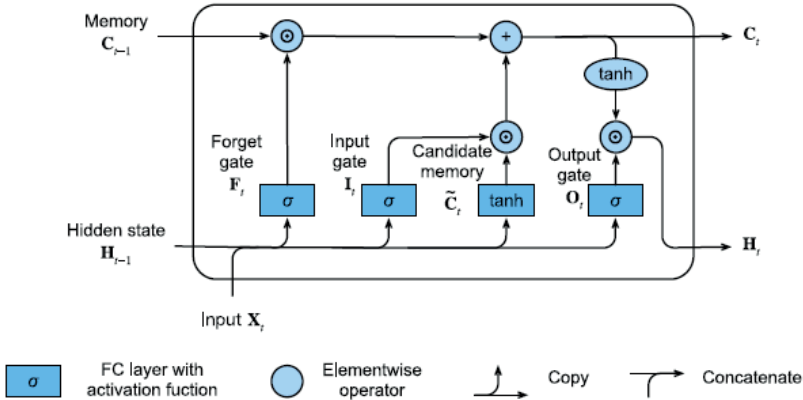 Memory
C_{t-1}
C_t
tanh
Forget
gate
F_t
Input
gate
I_t
Candidate
memory
C̃_t
Output
gate
O_t
σ
σ
tanh
σ
Hidden state
H_{t-1}
H_t
Input X_t
σ
FC layer with
activation fuction
Elementwise
operator
Copy
Concatenate